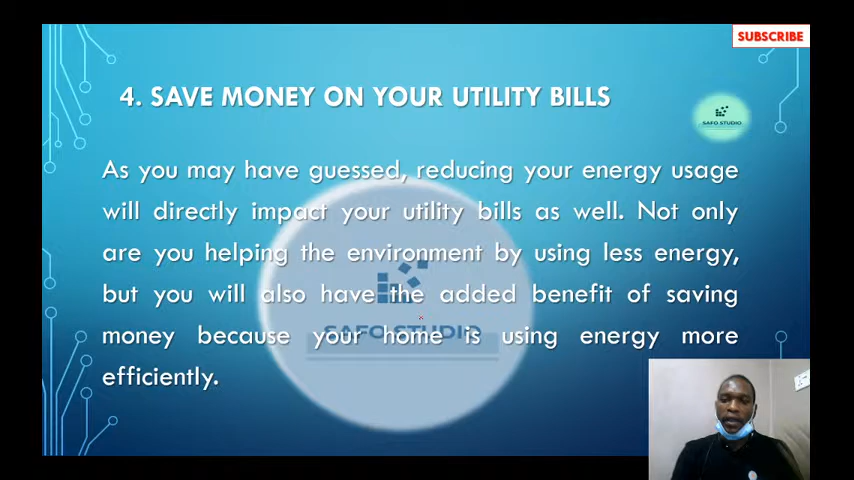 SUBSCRIBE
4. SAVE MONEY ON YOUR UTILITY BILLS
SAFO STUDIO
As you may have guessed, reducing your energy usage
will directly impact your utility bills as well. Not only
are you helping the environment by using less energy,
but you will also have the added benefit of saving
SAFO STUDIO
money because your home is using energy more
efficiently.